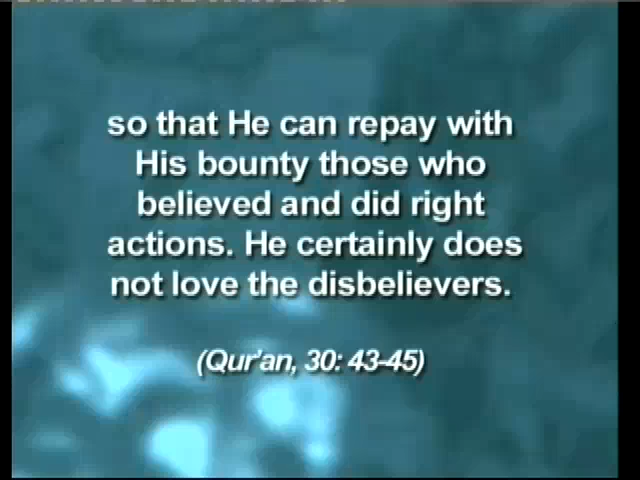 so that He can repay with
His bounty those who
believed and did right
actions. He certainly does
not love the disbelievers.
(Qur'an, 30: 43-45)